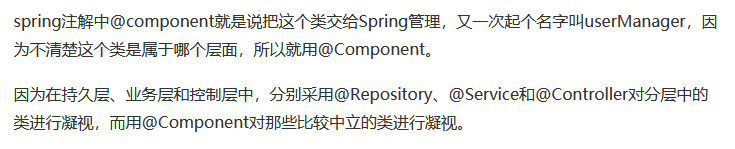 spring注解中@component就是说把这个类交给Spring管理，又一次起个名字叫userManager，因
为不清楚这个类是属于哪个层面，所以就用@Component。
因为在持久层、业务层和控制层中，分别采用@Repository、@Service和@Controller对分层中的
类进行凝视，而用@Component对那些比较中立的类进行凝视。